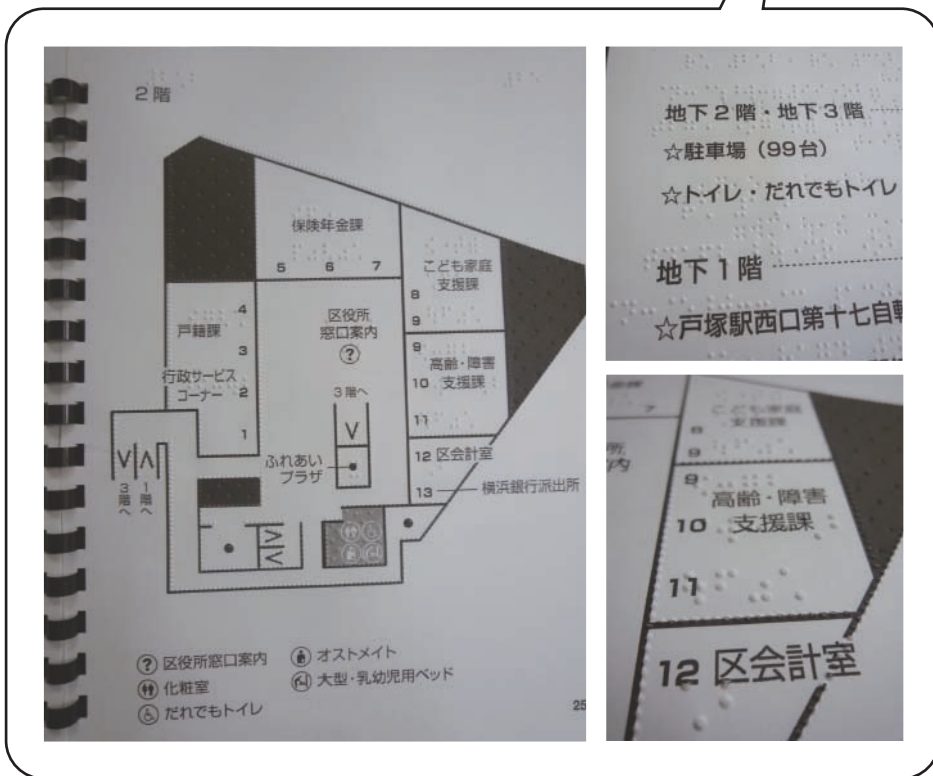 2階
保険年金課
5 6 7
こども家庭
支援課
8
9
4
戸籍課
3
行政サービス
コーナー 2
1
区役所
窓口案内
?
3階へ
9
高齢・障害
10 支援課
11
12 区会計室
13 横浜銀行派出所
ふれあい
プラザ
3階へ
1階へ
? 区役所窓口案内
化粧室
だれでもトイレ
オストメイト
大型・乳幼児用ベッド
25
地下2階・地下3階
☆駐車場（99台）
☆トイレ・だれでもトイレ
地下1階
☆戸塚駅西口第十七自転
7
所
内
こども家庭
支援課
8
9
9
高齢・障害
10 支援課
11
12 区会計室